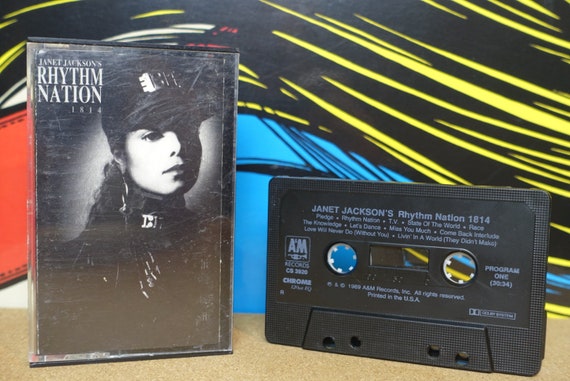 JANET JACKSON'S
RHYTHM
NATION
1814
JANET JACKSON'S Rhythm Nation 1814
Pledge • Rhythm Nation • T.V. • State Of The World • Race
The Knowledge • Let's Dance • Miss You Much • Come Back Interlude
Love Will Never Do (Without You) • Livin' In A World (They Didn't Make)
A&M
RECORDS
CS 3920
CHROME
120us EQ
PROGRAM
ONE
(30:34)
℗ & © 1989 A&M Records, Inc. All rights reserved.
Printed in the U.S.A.
DOLBY SYSTEM